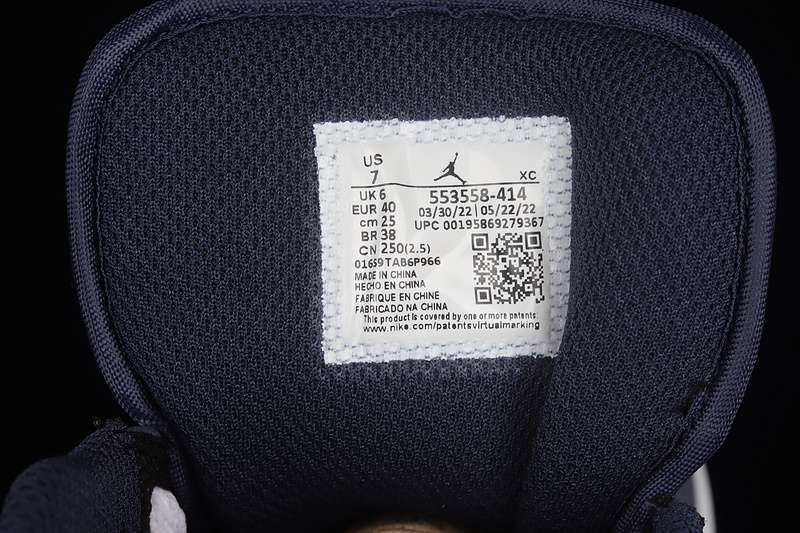 US
7
XC
UK 6
EUR 40
cm 25
BR 38
CN 250(2.5)
553558-414
03/30/22 | 05/22/22
UPC 00195869279367
01659TAB6P966
MADE IN CHINA
HECHO EN CHINA
FABRIQUE EN CHINE
FABRICADO NA CHINA
This product is covered by one or more patents
www.nike.com/patentsvirtualmarking